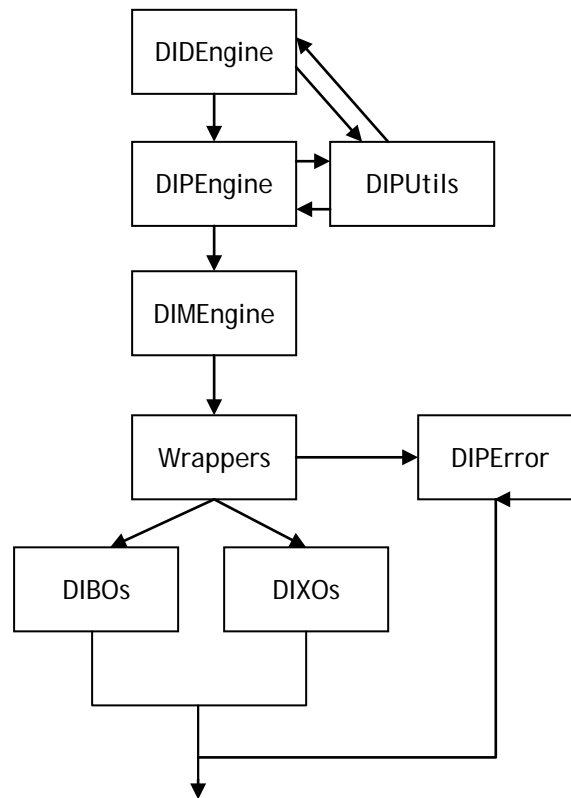 DIDEngine
DIPEngine
DIPUtils
DIMEngine
Wrappers
DIPError
DIBOs
DIXOs